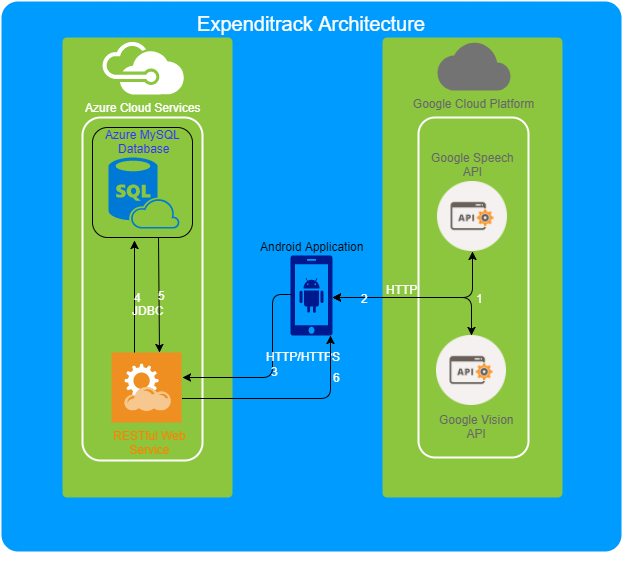 Expenditrack Architecture
Azure Cloud Services
Azure MySQL
Database
SQL
4
5
JDBC
RESTful Web
Service
Android Application
HTTP/HTTPS
3
6
2
HTTP
Google Cloud Platform
Google Speech
API
API
1
API
Google Vision
API